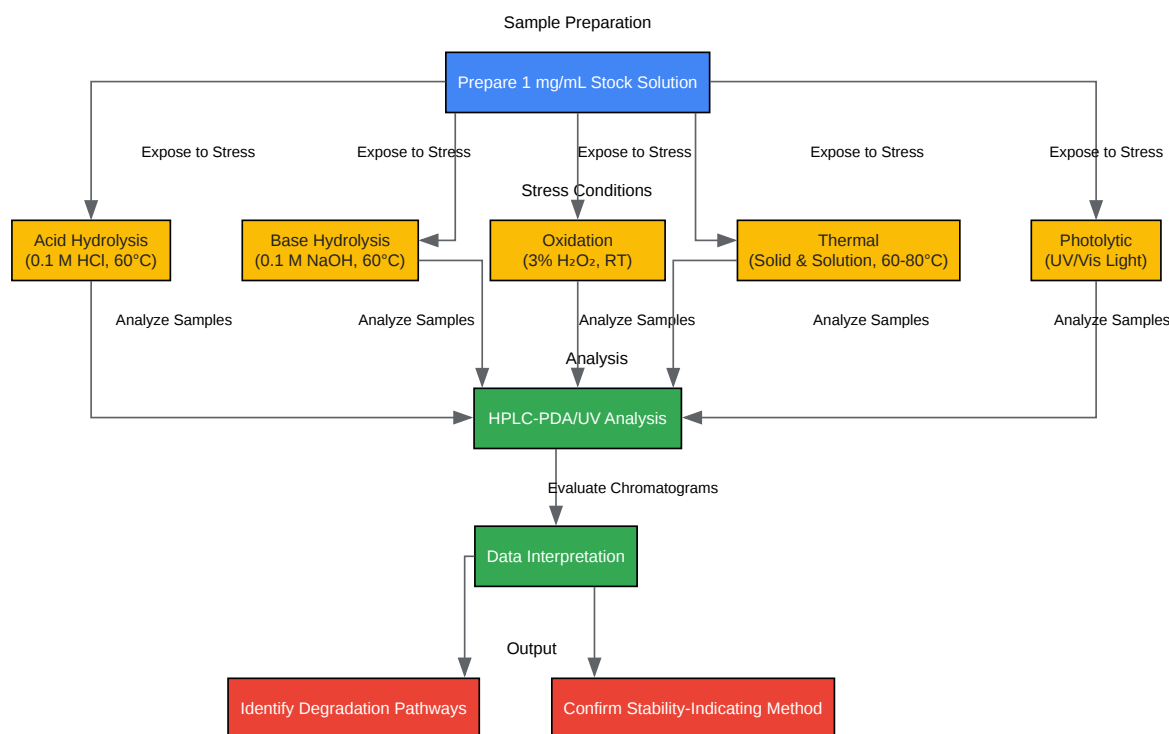 Sample Preparation
Prepare 1 mg/mL Stock Solution
Expose to Stress
Expose to Stress
Expose to Stress
Expose to Stress
Expose to Stress
Stress Conditions
Acid Hydrolysis
(0.1 M HCl, 60°C)
Base Hydrolysis
(0.1 M NaOH, 60°C)
Oxidation
(3% H₂O₂, RT)
Thermal
(Solid & Solution, 60-80°C)
Photolytic
(UV/Vis Light)
Analyze Samples
Analyze Samples
Analyze Samples
Analyze Samples
Analyze Samples
Analysis
HPLC-PDA/UV Analysis
Evaluate Chromatograms
Data Interpretation
Output
Identify Degradation Pathways
Confirm Stability-Indicating Method